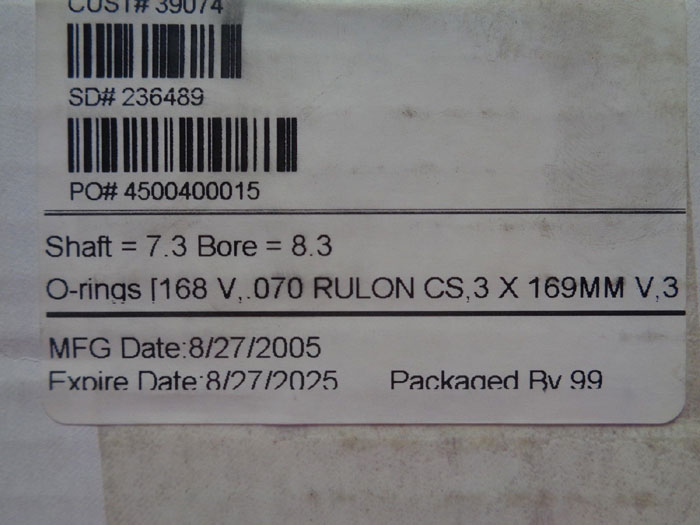 CUST# 39074
SD# 236489
PO# 4500400015
Shaft = 7.3 Bore = 8.3
O-rings [168 V,.070 RULON CS,3 X 169MM V,3
MFG Date:8/27/2005
Expire Date:8/27/2025 Packaged By 99